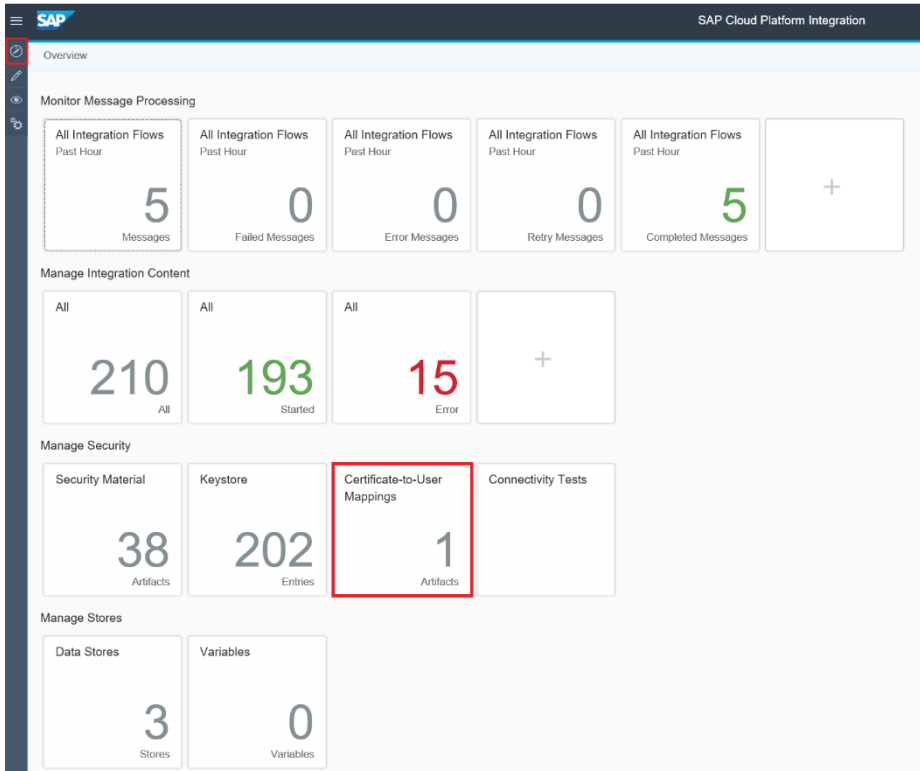 SAP
SAP Cloud Platform Integration
Overview
Monitor Message Processing
All Integration Flows
Past Hour
5
Messages
All Integration Flows
Past Hour
0
Failed Messages
All Integration Flows
Past Hour
0
Error Messages
All Integration Flows
Past Hour
0
Retry Messages
All Integration Flows
Past Hour
5
Completed Messages
+
Manage Integration Content
All
210
All
All
193
Started
All
15
Error
+
Manage Security
Security Material
38
Artifacts
Keystore
202
Entries
Certificate-to-User
Mappings
1
Artifacts
Connectivity Tests
Manage Stores
Data Stores
3
Stores
Variables
0
Variables